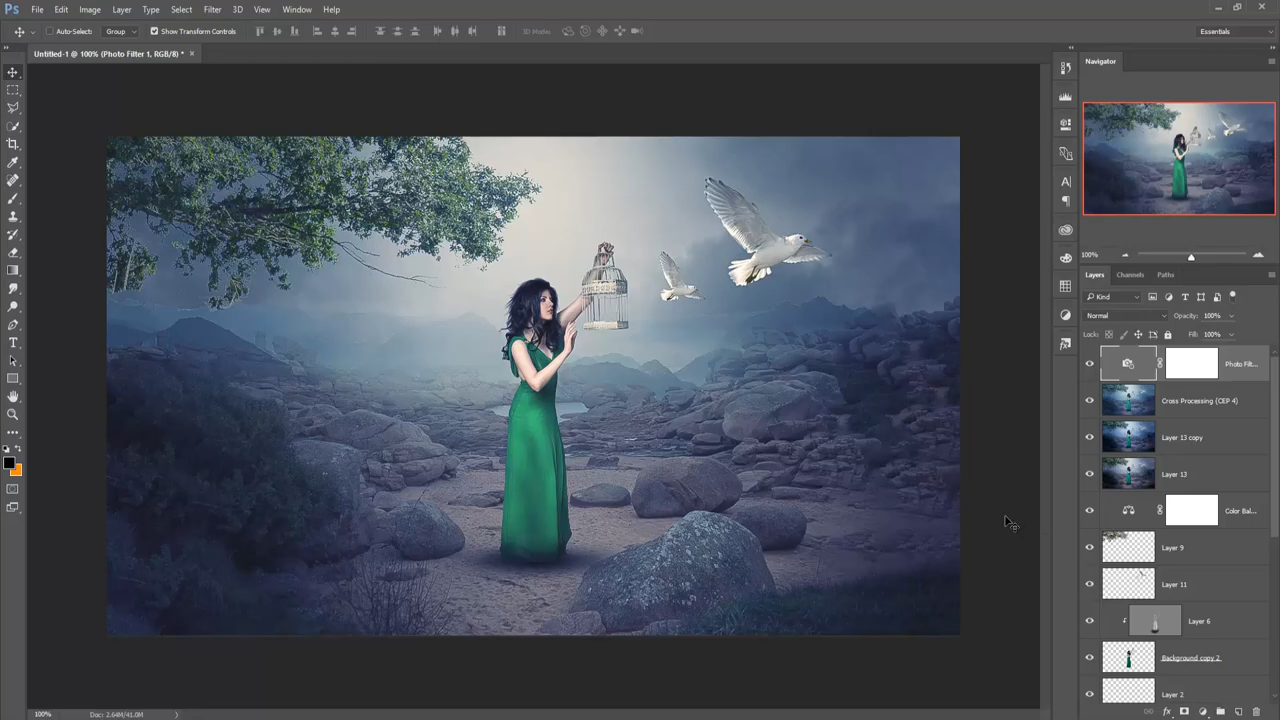 Ps File Edit Image Layer Type Select Filter 3D View Window Help
Auto-Select: Group Show Transform Controls 3D Modes Essentials
Untitled-1 @ 100% (Photo Filter 1, RGB/8) * ×
Navigator
100%
Layers Channels Paths
Kind
Normal Opacity: 100%
Lock: Fill: 100%
Photo Filt...
Cross Processing (CEP 4)
Layer 13 copy
Layer 13
Color Bal...
Layer 9
Layer 11
Layer 6
Background copy 2
Layer 2
100% Doc: 2.64M/41.0M